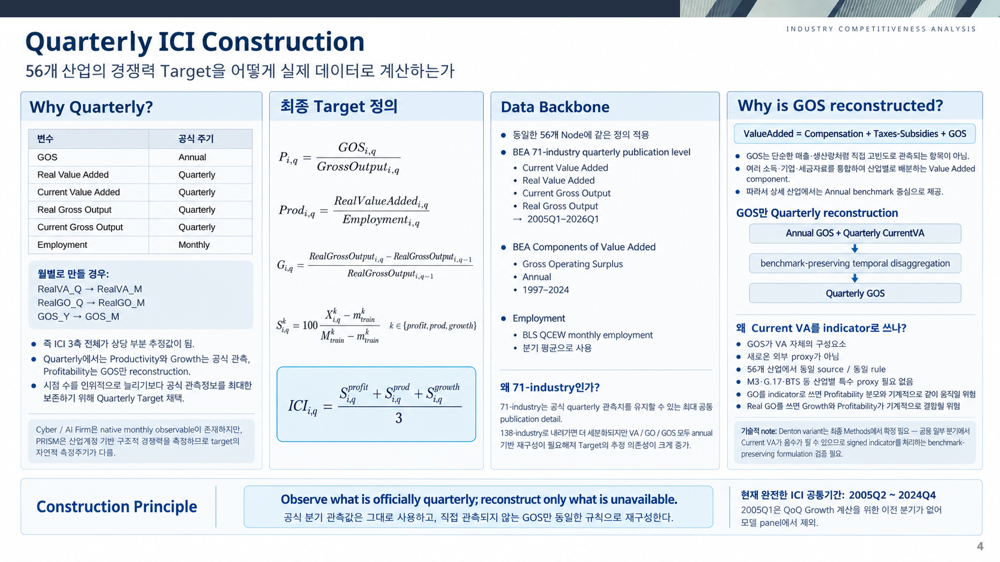 INDUSTRY COMPETITIVENESS ANALYSIS
Quarterly ICI Construction
56개 산업의 경쟁력 Target을 어떻게 실제 데이터로 계산하는가
Why Quarterly?
변수 공식 주기
GOS Annual
Real Value Added Quarterly
Current Value Added Quarterly
Real Gross Output Quarterly
Current Gross Output Quarterly
Employment Monthly
월별로 만들 경우:
RealVA_Q → RealVA_M
RealGO_Q → RealGO_M
GOS_Y → GOS_M
• 즉 ICI 3축 전체가 상당 부분 추정값이 됨.
• Quarterly에서는 Productivity와 Growth는 공식 관측,
Profitability는 GOS만 reconstruction.
• 시점 수를 인위적으로 늘리기보다 공식 관측정보를 최대한
보존하기 위해 Quarterly Target 채택.
Cyber / AI Firm은 native monthly observable이 존재하지만,
PRISM은 산업계정 기반 구조적 경쟁력을 측정하므로 target의
자연적 측정주기가 다름.
최종 Target 정의
P_{i,q} = GOS_{i,q} / GrossOutput_{i,q}
Prod_{i,q} = RealValueAdded_{i,q} / Employment_{i,q}
G_{i,q} = (RealGrossOutput_{i,q} − RealGrossOutput_{i,q−1}) / RealGrossOutput_{i,q−1}
S^k_{i,q} = 100 (X^k_{i,q} − m^k_{train}) / (M^k_{train} − m^k_{train}) k ∈ {profit, prod, growth}
ICI_{i,q} = (S^{profit}_{i,q} + S^{prod}_{i,q} + S^{growth}_{i,q}) / 3
Data Backbone
• 동일한 56개 Node에 같은 정의 적용
• BEA 71-industry quarterly publication level
• Current Value Added
• Real Value Added
• Current Gross Output
• Real Gross Output
→ 2005Q1–2026Q1
• BEA Components of Value Added
• Gross Operating Surplus
• Annual
• 1997–2024
• Employment
• BLS QCEW monthly employment
• 분기 평균으로 사용
왜 71-industry인가?
71-industry는 공식 quarterly 관측치를 유지할 수 있는 최대 공통
publication detail.
138-industry로 내려가면 더 세분화되지만 VA / GO / GOS 모두 annual
기반 재구성이 필요해져 Target의 추정 의존성이 크게 증가.
Why is GOS reconstructed?
ValueAdded = Compensation + Taxes-Subsidies + GOS
• GOS는 단순한 매출·생산량처럼 직접 고빈도로 관측되는 항목이 아님.
• 여러 소득·기업·세금자료를 통합하여 산업별로 배분하는 Value Added
component.
• 따라서 상세 산업에서는 Annual benchmark 중심으로 제공.
GOS만 Quarterly reconstruction
Annual GOS + Quarterly CurrentVA
benchmark-preserving temporal disaggregation
Quarterly GOS
왜 Current VA를 indicator로 쓰나?
• GOS가 VA 자체의 구성요소
• 새로운 외부 proxy가 아님
• 56개 산업에서 동일 source / 동일 rule
• M3·G.17·BTS 등 산업별 특수 proxy 필요 없음
• GO를 indicator로 쓰면 Profitability 분모와 기계적으로 같이 움직일 위험
• Real GO를 쓰면 Growth와 Profitability가 기계적으로 결합될 위험
기술적 note: Denton variant는 최종 Methods에서 확정 필요 — 공용 일부 분기에서
Current VA가 음수가 될 수 있으므로 signed indicator를 처리하는 benchmark-
preserving formulation 검증 필요.
Construction Principle
Observe what is officially quarterly; reconstruct only what is unavailable.
공식 분기 관측값은 그대로 사용하고, 직접 관측되지 않는 GOS만 동일한 규칙으로 재구성한다.
현재 완전한 ICI 공통기간: 2005Q2 ~ 2024Q4
2005Q1은 QoQ Growth 계산을 위한 이전 분기가 없어
모델 panel에서 제외.
4